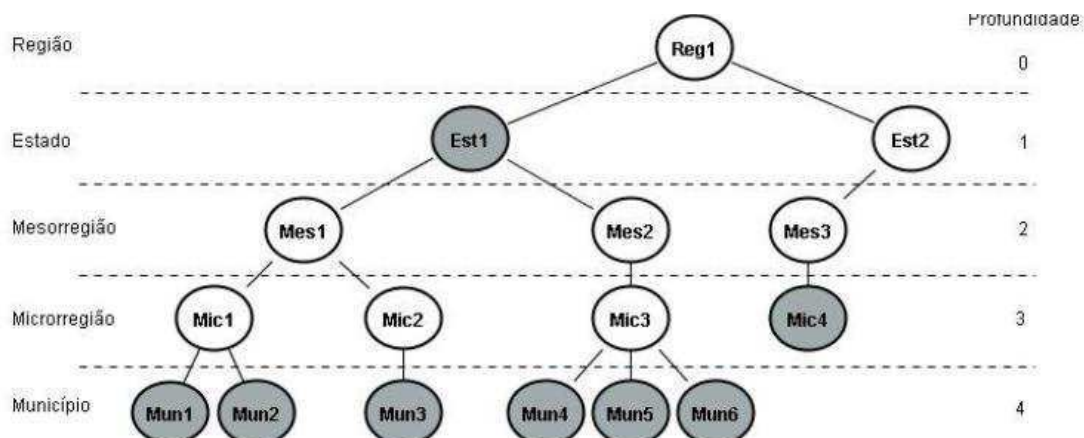 Profundidade
Região
Reg1
0
Estado
Est1
Est2
1
Mesorregião
Mes1
Mes2
Mes3
2
Microrregião
Mic1
Mic2
Mic3
Mic4
3
Município
Mun1
Mun2
Mun3
Mun4
Mun5
Mun6
4